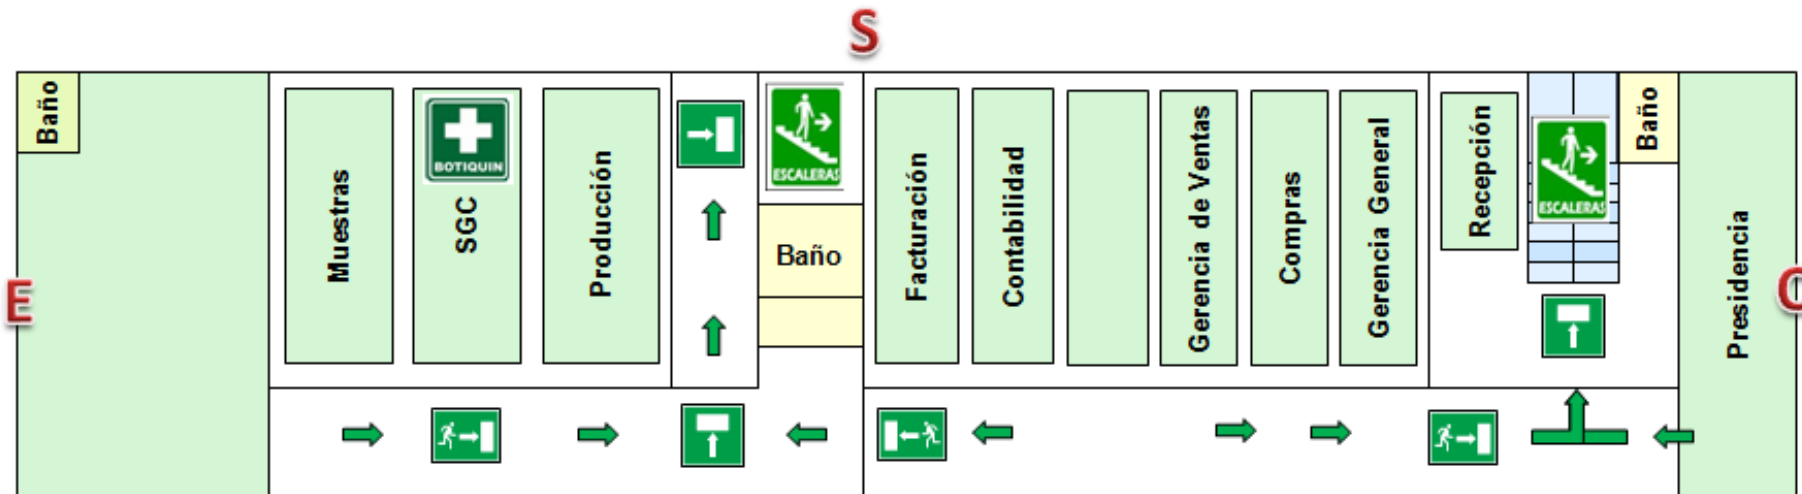 S
Baño
Muestras
BOTIQUIN
SGC
Producción
ESCALERAS
Baño
Facturación
Contabilidad
Gerencia de Ventas
Compras
Gerencia General
Recepción
ESCALERAS
Baño
Presidencia
E